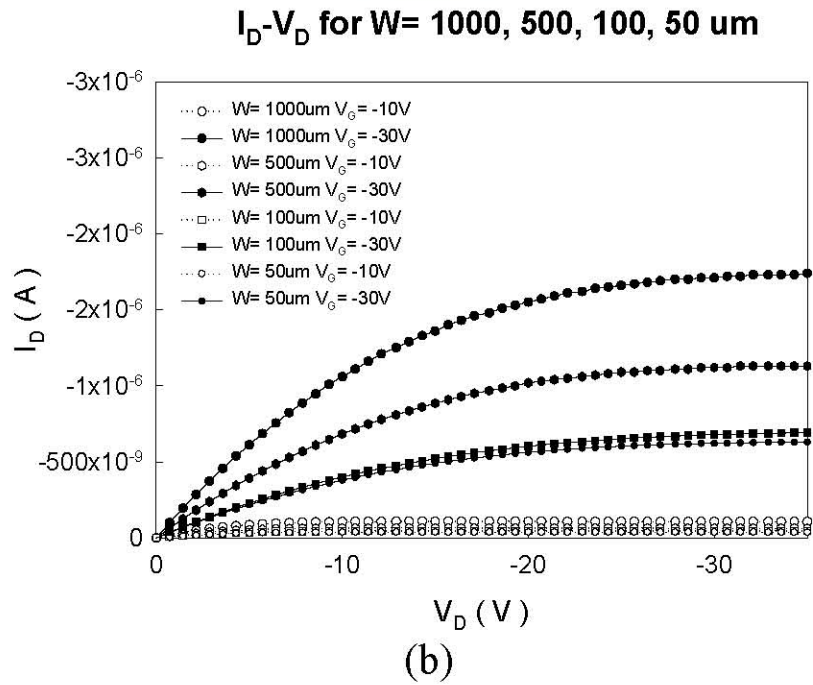 I_D-V_D for W= 1000, 500, 100, 50 um
-3x10^-6
-3x10^-6
-2x10^-6
-2x10^-6
-1x10^-6
-500x10^-9
0
I_D ( A )
W= 1000um V_G= -10V
W= 1000um V_G= -30V
W= 500um V_G= -10V
W= 500um V_G= -30V
W= 100um V_G= -10V
W= 100um V_G= -30V
W= 50um V_G= -10V
W= 50um V_G= -30V
0 -10 -20 -30
V_D ( V )
(b)